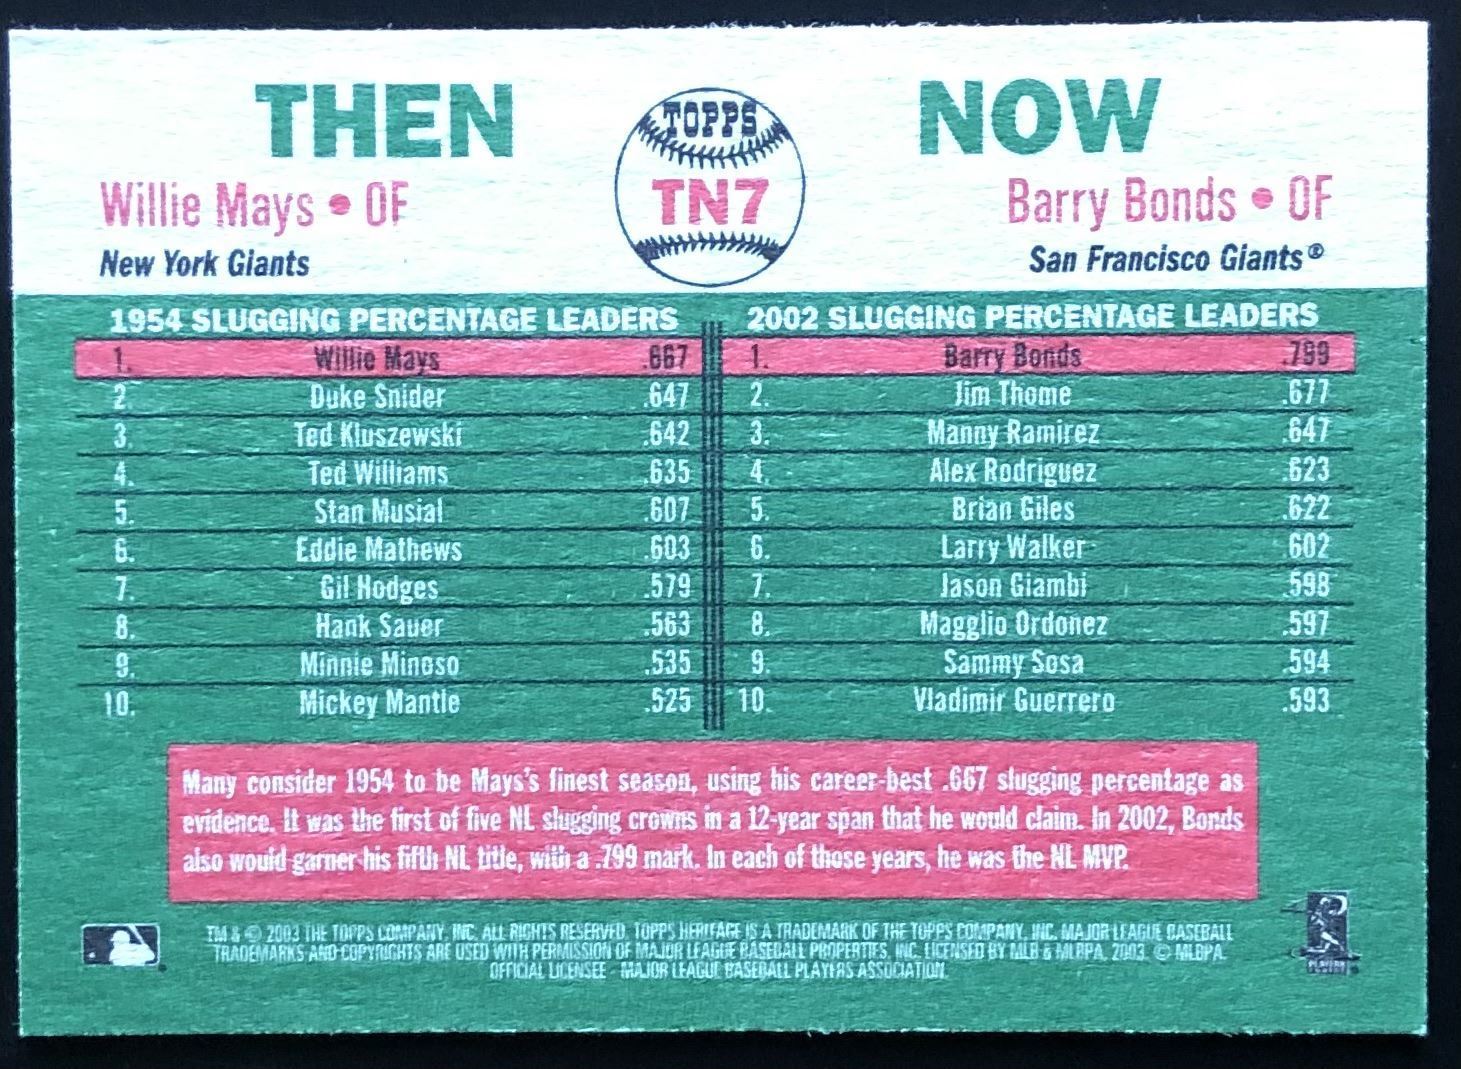 THEN
TOPPS
TN7
NOW
Willie Mays • OF
New York Giants
Barry Bonds • OF
San Francisco Giants®
1954 SLUGGING PERCENTAGE LEADERS
1. Willie Mays .667
2. Duke Snider .647
3. Ted Kluszewski .642
4. Ted Williams .635
5. Stan Musial .607
6. Eddie Mathews .603
7. Gil Hodges .579
8. Hank Sauer .563
9. Minnie Minoso .535
10. Mickey Mantle .525
2002 SLUGGING PERCENTAGE LEADERS
1. Barry Bonds .799
2. Jim Thome .677
3. Manny Ramirez .647
4. Alex Rodriguez .623
5. Brian Giles .622
6. Larry Walker .602
7. Jason Giambi .598
8. Magglio Ordonez .597
9. Sammy Sosa .594
10. Vladimir Guerrero .593
Many consider 1954 to be Mays's finest season, using his career-best .667 slugging percentage as
evidence. It was the first of five NL slugging crowns in a 12-year span that he would claim. In 2002, Bonds
also would garner his fifth NL title, with a .799 mark. In each of those years, he was the NL MVP.
TM & © 2003 THE TOPPS COMPANY, INC. ALL RIGHTS RESERVED. TOPPS HERITAGE IS A TRADEMARK OF THE TOPPS COMPANY, INC. MAJOR LEAGUE BASEBALL
TRADEMARKS AND COPYRIGHTS ARE USED WITH PERMISSION OF MAJOR LEAGUE BASEBALL PROPERTIES, INC. LICENSED BY MLB & MLBPA, 2003. © MLBPA
OFFICIAL LICENSEE - MAJOR LEAGUE BASEBALL PLAYERS ASSOCIATION.
PLAYERS